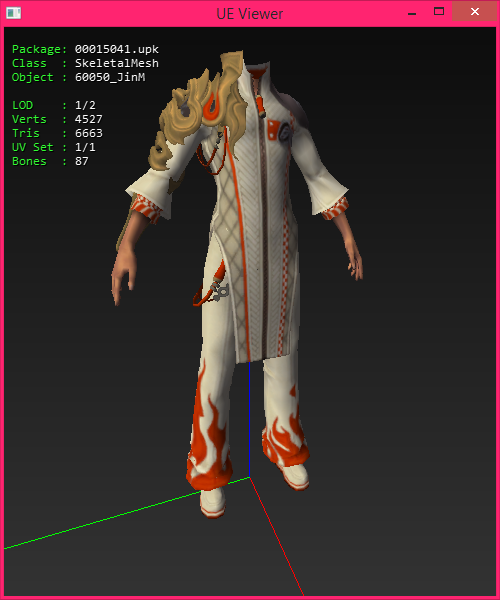 UE Viewer
Package: 00015041.upk
Class  : SkeletalMesh
Object : 60050_JinM
LOD    : 1/2
Verts  : 4527
Tris   : 6663
UV Set : 1/1
Bones  : 87